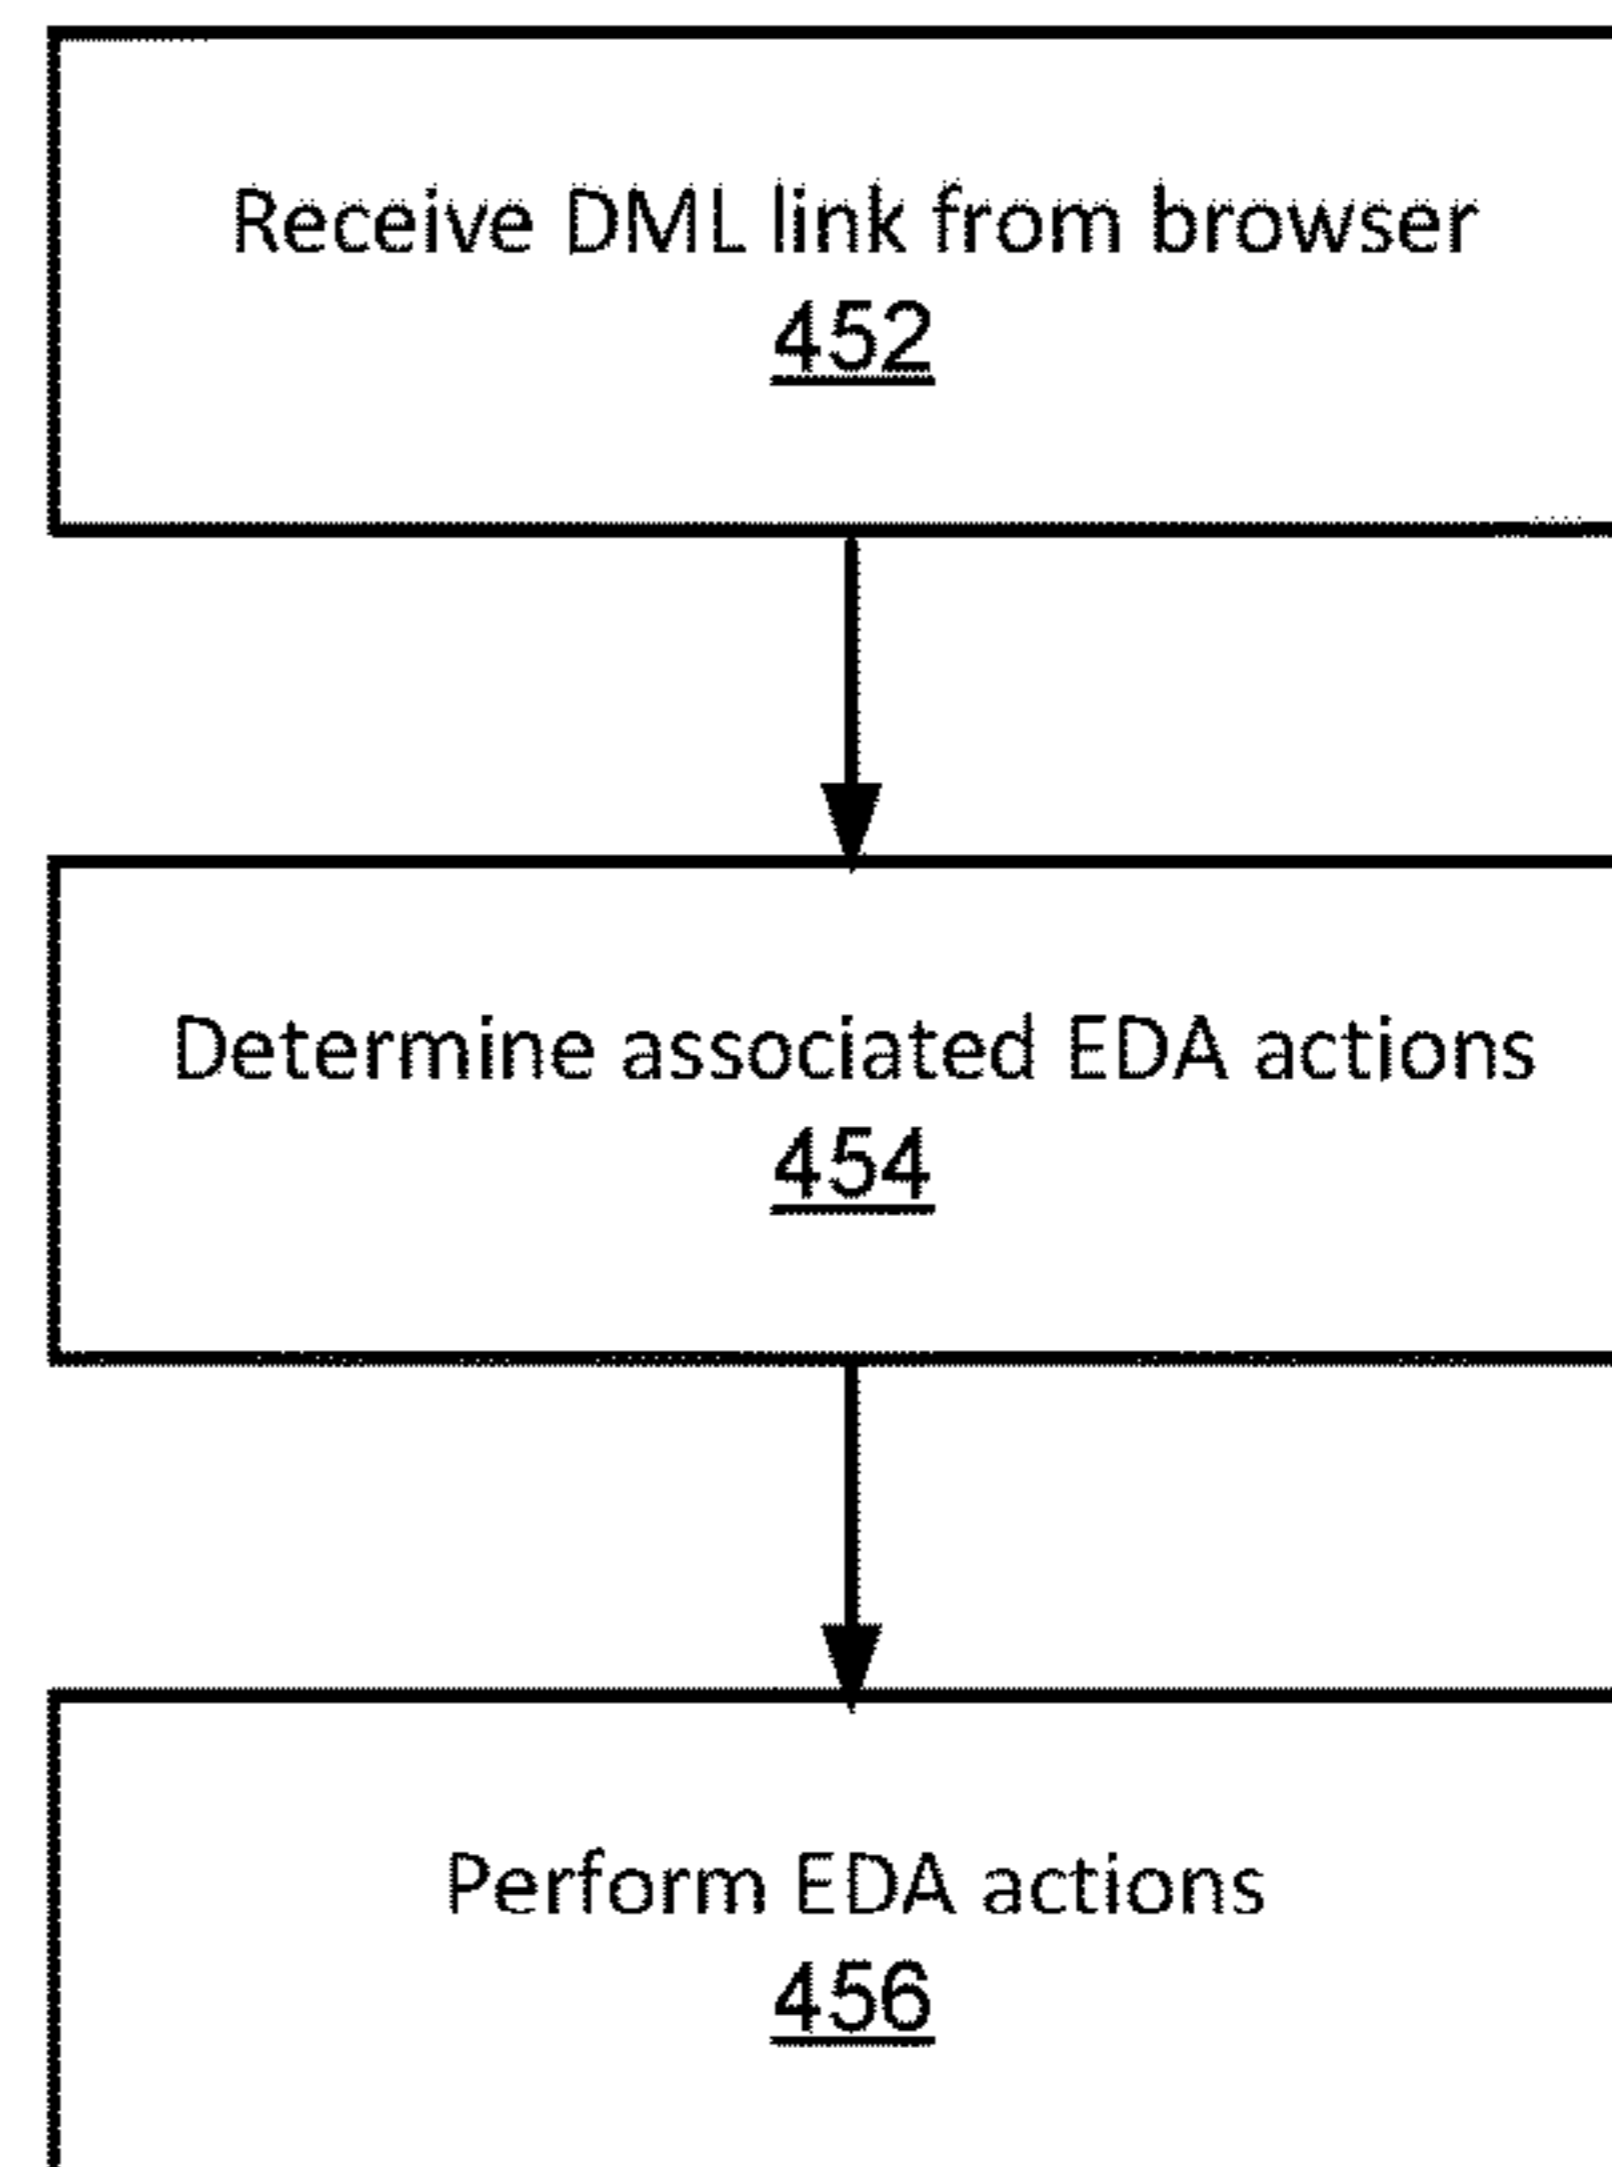 Receive DML link from browser
452
Determine associated EDA actions
454
Perform EDA actions
456